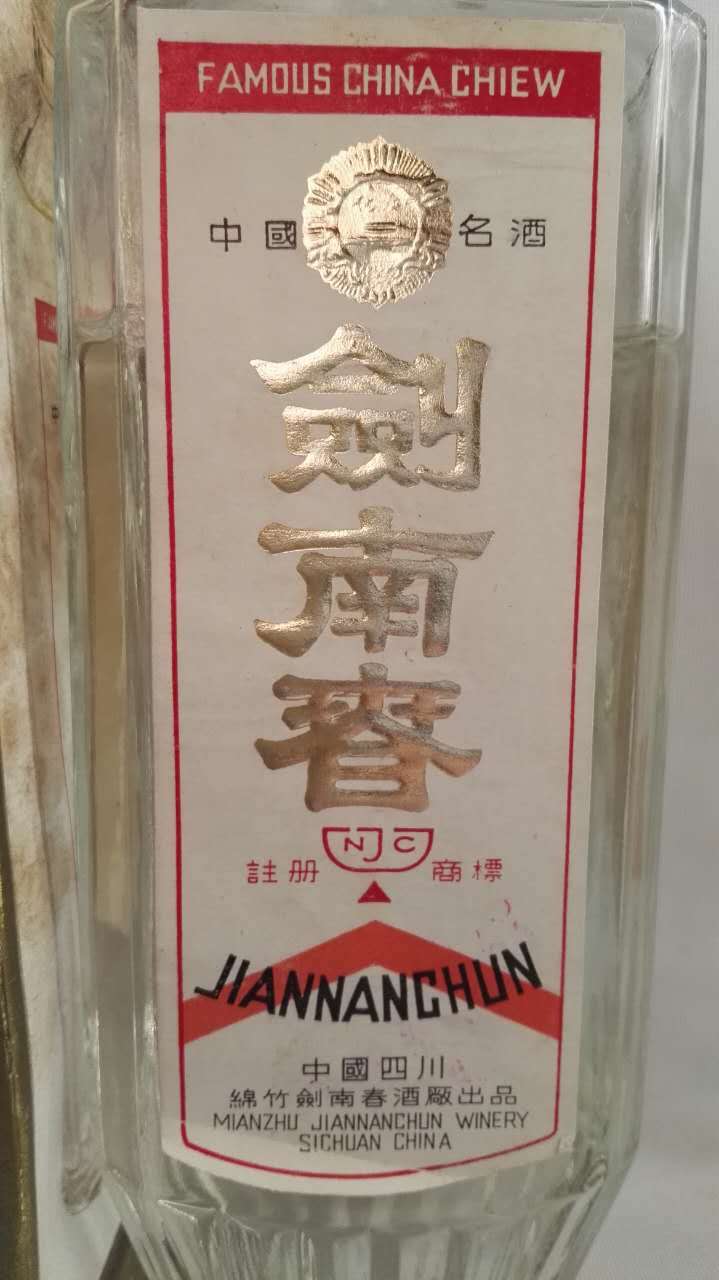 FAMOUS CHINA CHIEW
中國 名酒
劍南春
NJC
註册 商標
JIANNANCHUN
中國四川
綿竹劍南春酒廠出品
MIANZHU JIANNANCHUN WINERY
SICHUAN CHINA